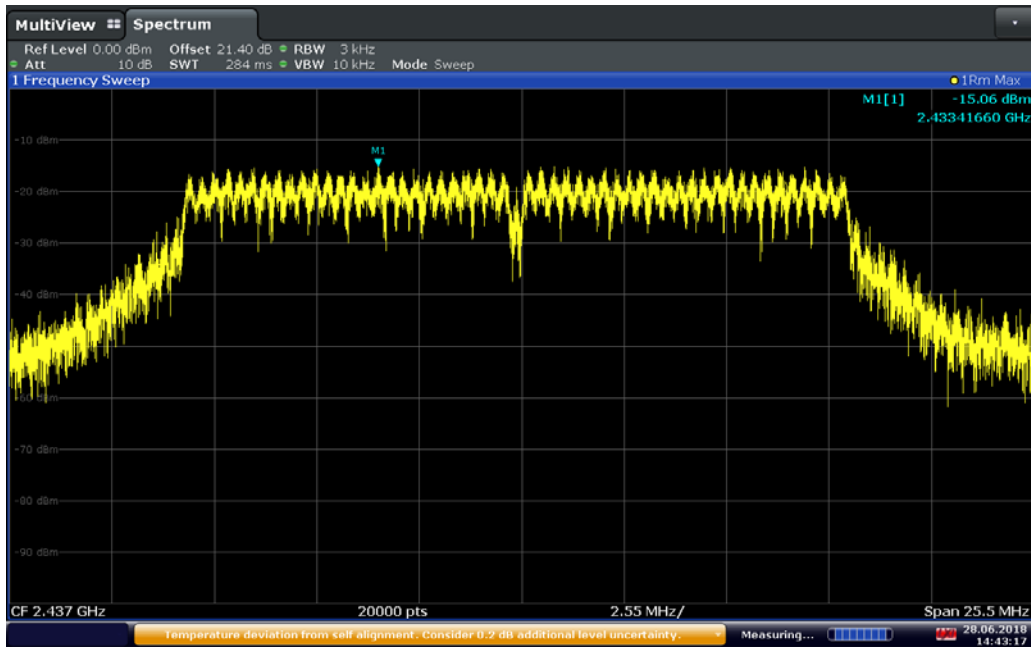 MultiView Spectrum
Ref Level 0.00 dBm Offset 21.40 dB RBW 3 kHz
Att 10 dB SWT 284 ms VBW 10 kHz Mode Sweep
1 Frequency Sweep 1Rm Max
M1[1] -15.06 dBm
2.43341660 GHz
-10 dBm
M1
-20 dBm
-30 dBm
-40 dBm
-60 dBm
-70 dBm
-80 dBm
-90 dBm
CF 2.437 GHz 20000 pts 2.55 MHz/ Span 25.5 MHz
Temperature deviation from self alignment. Consider 0.2 dB additional level uncertainty. Measuring... 28.06.2018
14:43:17